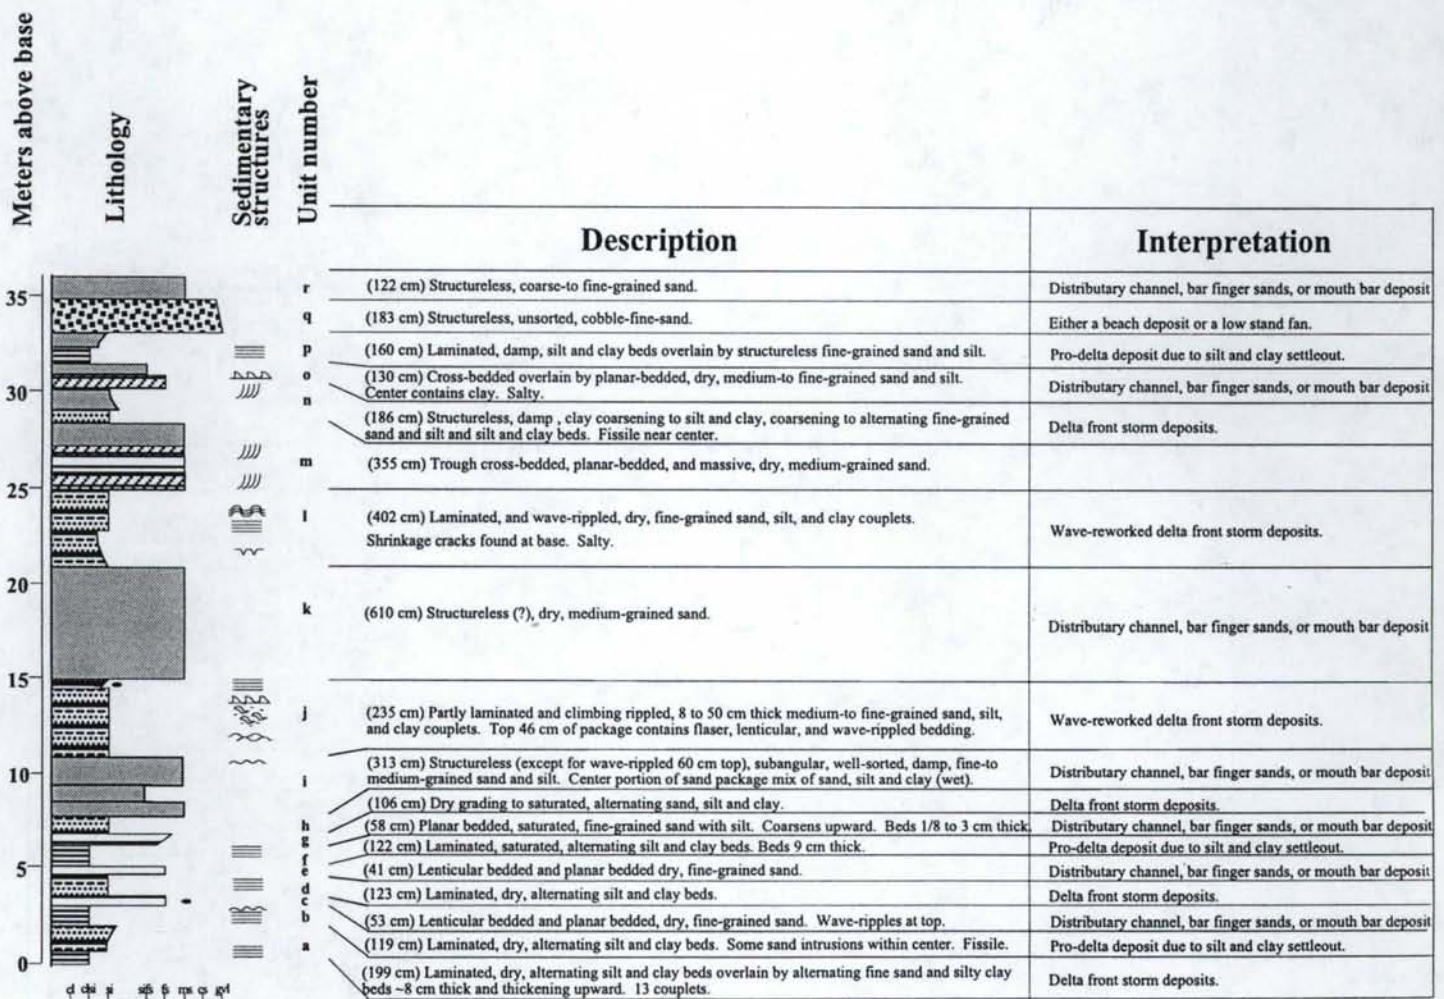 Meters above base
Lithology
Sedimentary
structures
Unit number
Description
Interpretation
35
r
(122 cm) Structureless, coarse-to fine-grained sand.
Distributary channel, bar finger sands, or mouth bar deposit
q
(183 cm) Structureless, unsorted, cobble-fine-sand.
Either a beach deposit or a low stand fan.
p
(160 cm) Laminated, damp, silt and clay beds overlain by structureless fine-grained sand and silt.
Pro-delta deposit due to silt and clay settleout.
30
o
(130 cm) Cross-bedded overlain by planar-bedded, dry, medium-to fine-grained sand and silt.
Center contains clay. Salty.
Distributary channel, bar finger sands, or mouth bar deposit
n
(186 cm) Structureless, damp , clay coarsening to silt and clay, coarsening to alternating fine-grained
sand and silt and silt and clay beds. Fissile near center.
Delta front storm deposits.
m
(355 cm) Trough cross-bedded, planar-bedded, and massive, dry, medium-grained sand.
25
l
(402 cm) Laminated, and wave-rippled, dry, fine-grained sand, silt, and clay couplets.
Shrinkage cracks found at base. Salty.
Wave-reworked delta front storm deposits.
20
k
(610 cm) Structureless (?), dry, medium-grained sand.
Distributary channel, bar finger sands, or mouth bar deposit
15
j
(235 cm) Partly laminated and climbing rippled, 8 to 50 cm thick medium-to fine-grained sand, silt,
and clay couplets. Top 46 cm of package contains flaser, lenticular, and wave-rippled bedding.
Wave-reworked delta front storm deposits.
10
i
(313 cm) Structureless (except for wave-rippled 60 cm top), subangular, well-sorted, damp, fine-to
medium-grained sand and silt. Center portion of sand package mix of sand, silt and clay (wet).
Distributary channel, bar finger sands, or mouth bar deposit
(106 cm) Dry grading to saturated, alternating sand, silt and clay.
Delta front storm deposits.
h
(58 cm) Planar bedded, saturated, fine-grained sand with silt. Coarsens upward. Beds 1/8 to 3 cm thick.
Distributary channel, bar finger sands, or mouth bar deposit
g
(122 cm) Laminated, saturated, alternating silt and clay beds. Beds 9 cm thick.
Pro-delta deposit due to silt and clay settleout.
f
5
e
(41 cm) Lenticular bedded and planar bedded dry, fine-grained sand.
Distributary channel, bar finger sands, or mouth bar deposit
d
(123 cm) Laminated, dry, alternating silt and clay beds.
Delta front storm deposits.
c
b
(53 cm) Lenticular bedded and planar bedded, dry, fine-grained sand. Wave-ripples at top.
Distributary channel, bar finger sands, or mouth bar deposit
a
(119 cm) Laminated, dry, alternating silt and clay beds. Some sand intrusions within center. Fissile.
Pro-delta deposit due to silt and clay settleout.
0
(199 cm) Laminated, dry, alternating silt and clay beds overlain by alternating fine sand and silty clay
beds ~8 cm thick and thickening upward. 13 couplets.
Delta front storm deposits.
cl si fs ms cs gvl